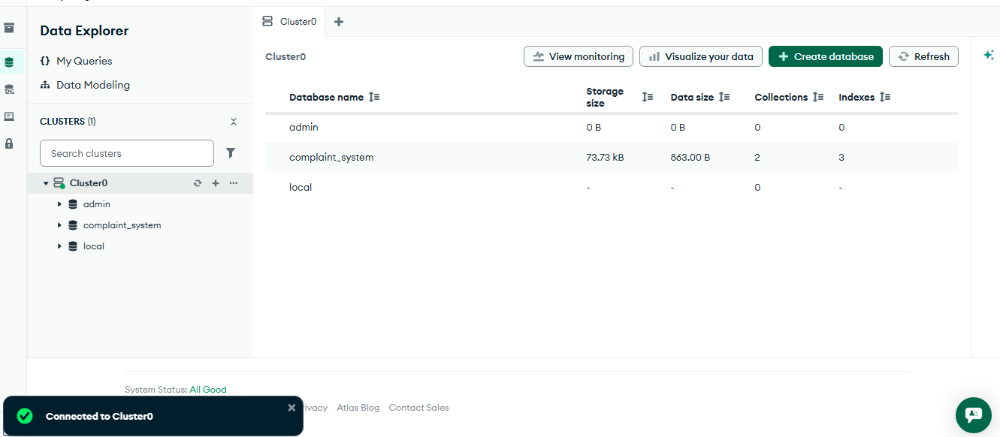 Data Explorer
My Queries
Data Modeling
CLUSTERS (1)
Search clusters
Cluster0
admin
complaint_system
local
Cluster0
Cluster0
View monitoring
Visualize your data
Create database
Refresh
Database name
Storage size
Data size
Collections
Indexes
admin 0 B 0 B 0 0
complaint_system 73.73 kB 863.00 B 2 3
local - - 0 -
System Status: All Good
Atlas Blog Contact Sales
Connected to Cluster0